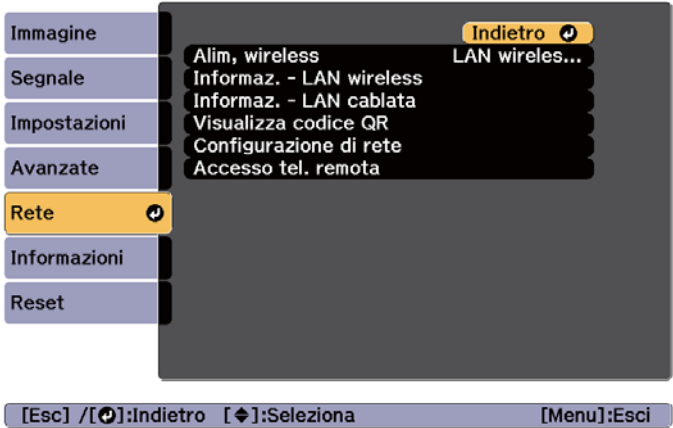 Immagine
Segnale
Impostazioni
Avanzate
Rete
Informazioni
Reset
Indietro
Alim, wireless LAN wireles...
Informaz. - LAN wireless
Informaz. - LAN cablata
Visualizza codice QR
Configurazione di rete
Accesso tel. remota
[Esc] /[]:Indietro [◆]:Seleziona [Menu]:Esci